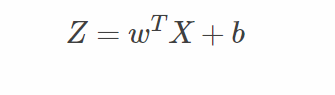 Z = w^T X + b